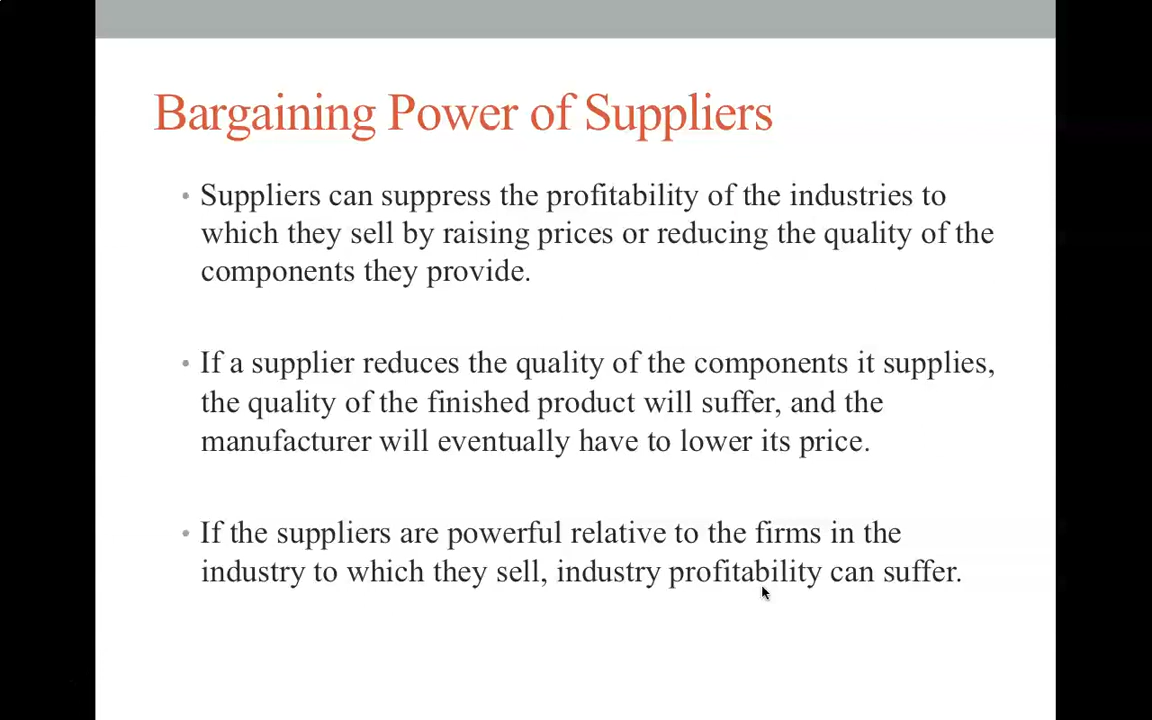 Bargaining Power of Suppliers
• Suppliers can suppress the profitability of the industries to
which they sell by raising prices or reducing the quality of the
components they provide.
• If a supplier reduces the quality of the components it supplies,
the quality of the finished product will suffer, and the
manufacturer will eventually have to lower its price.
• If the suppliers are powerful relative to the firms in the
industry to which they sell, industry profitability can suffer.